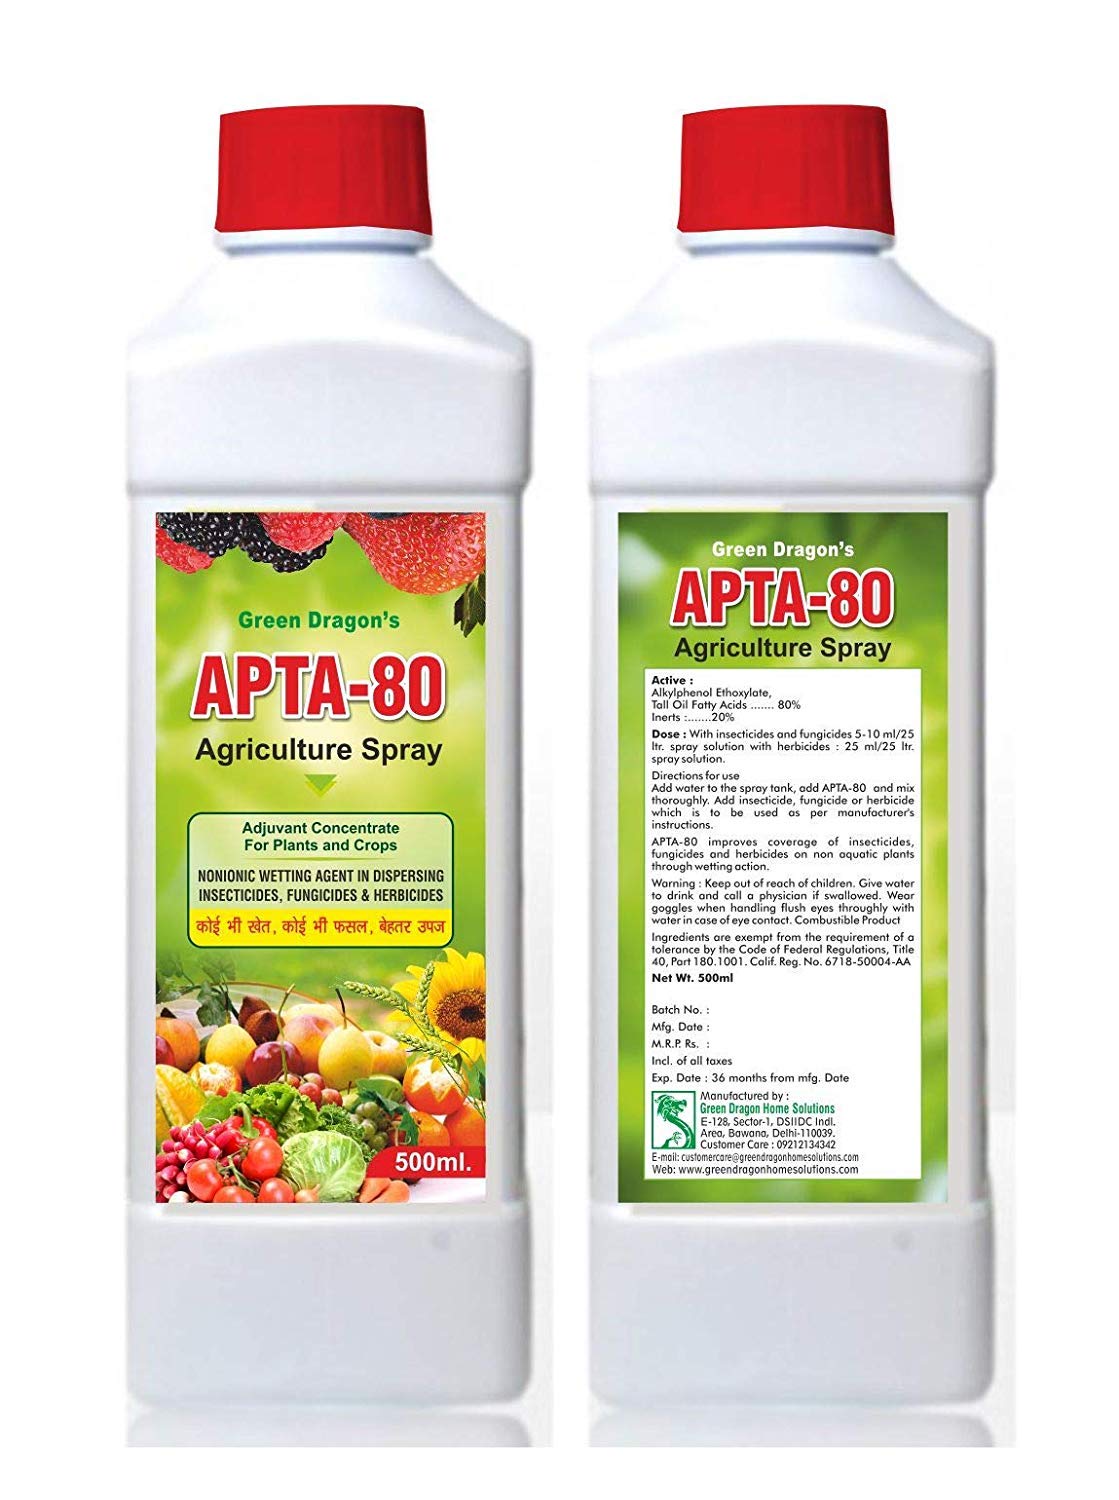 Green Dragon's
APTA-80
Agriculture Spray
Adjuvant Concentrate
For Plants and Crops
NONIONIC WETTING AGENT IN DISPERSING
INSECTICIDES, FUNGICIDES & HERBICIDES
कोई भी खेत, कोई भी फसल, बेहतर उपज
500ml.
Green Dragon's
APTA-80
Agriculture Spray
Active :
Alkylphenol Ethoxylate,
Tall Oil Fatty Acids ....... 80%
Inerts :.......20%
Dose : With insecticides and fungicides 5-10 ml/25
ltr. spray solution with herbicides : 25 ml/25 ltr.
spray solution.
Directions for use
Add water to the spray tank, add APTA-80 and mix
thoroughly. Add insecticide, fungicide or herbicide
which is to be used as per manufacturer's
instructions.
APTA-80 improves coverage of insecticides,
fungicides and herbicides on non aquatic plants
through wetting action.
Warning : Keep out of reach of children. Give water
to drink and call a physician if swallowed. Wear
goggles when handling flush eyes throughly with
water in case of eye contact. Combustible Product
Ingredients are exempt from the requirement of a
tolerance by the Code of Federal Regulations, Title
40, Part 180.1001. Calif. Reg. No. 6718-50004-AA
Net Wt. 500ml
Batch No. :
Mfg. Date :
M.R.P. Rs. :
Incl. of all taxes
Exp. Date : 36 months from mfg. Date
Manufactured by :
Green Dragon Home Solutions
E-128, Sector-1, DSIIDC Indl.
Area, Bawana, Delhi-110039.
Customer Care : 09212134342
E-mail: customercare@greendragonhomesolutions.com
Web: www.greendragonhomesolutions.com